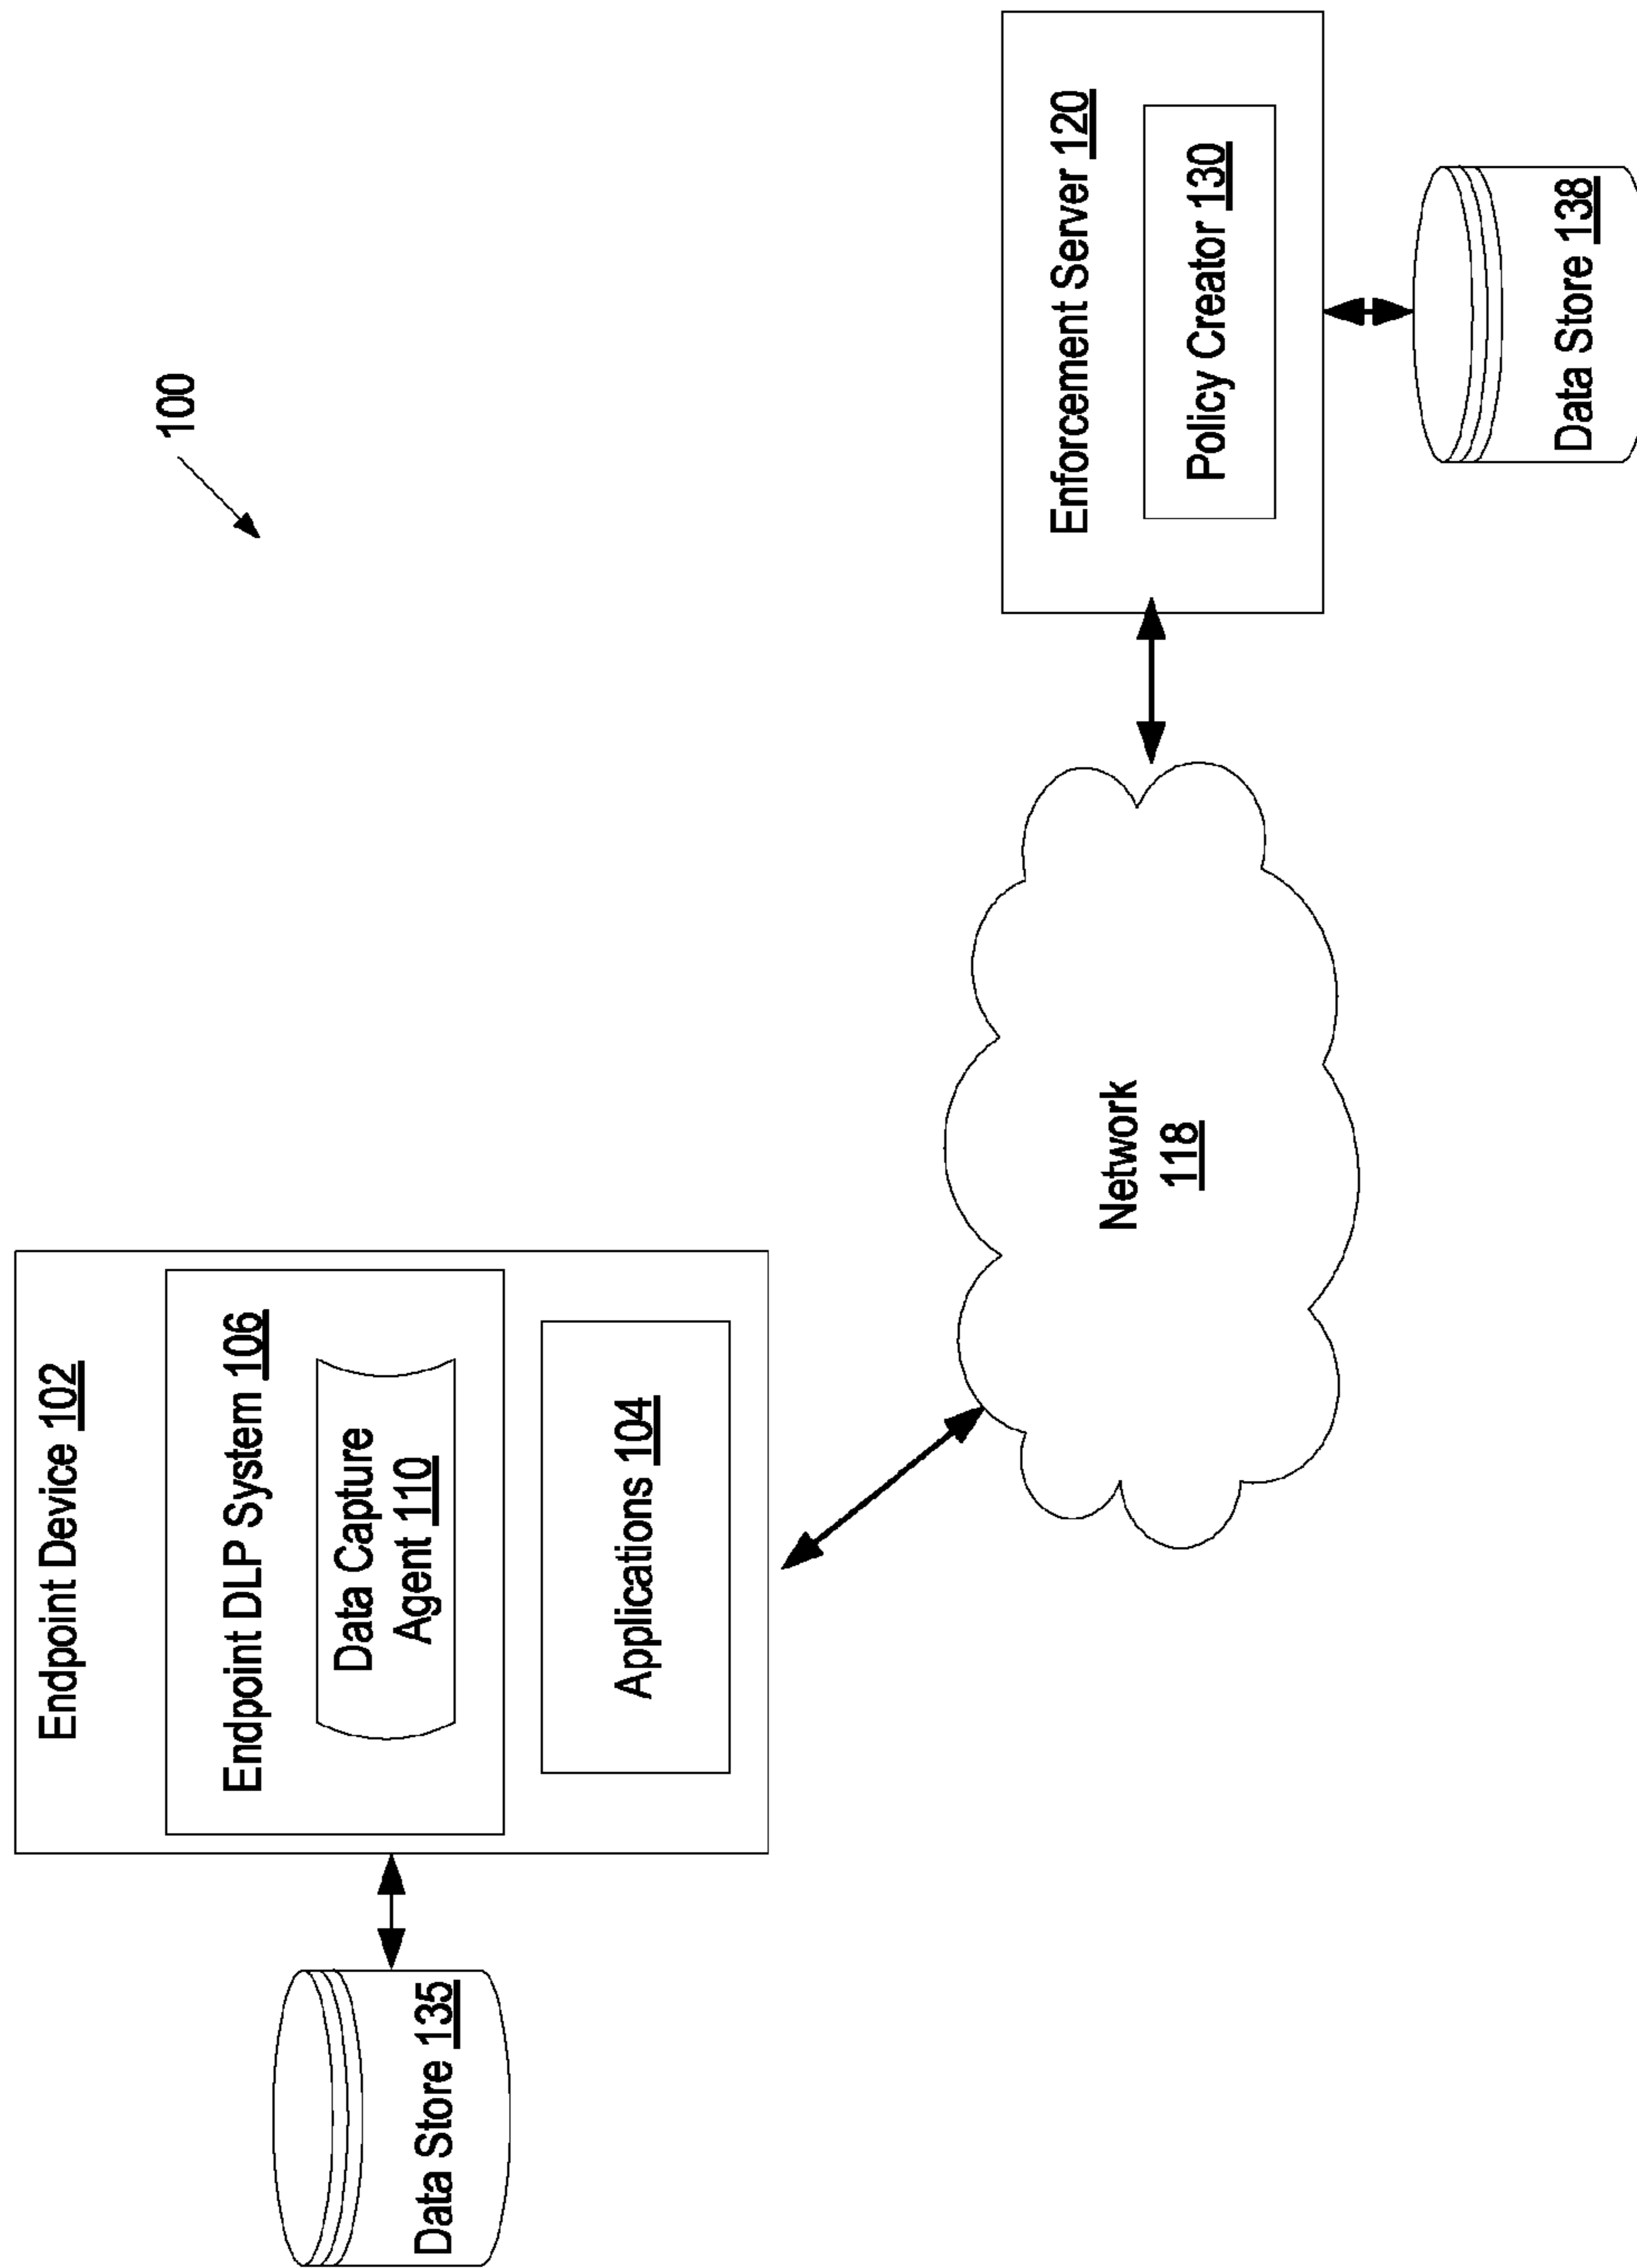 100
Endpoint Device 102
Endpoint DLP System 106
Data Capture
Agent 110
Applications 104
Data Store 135
Network
118
Enforcement Server 120
Policy Creator 130
Data Store 138